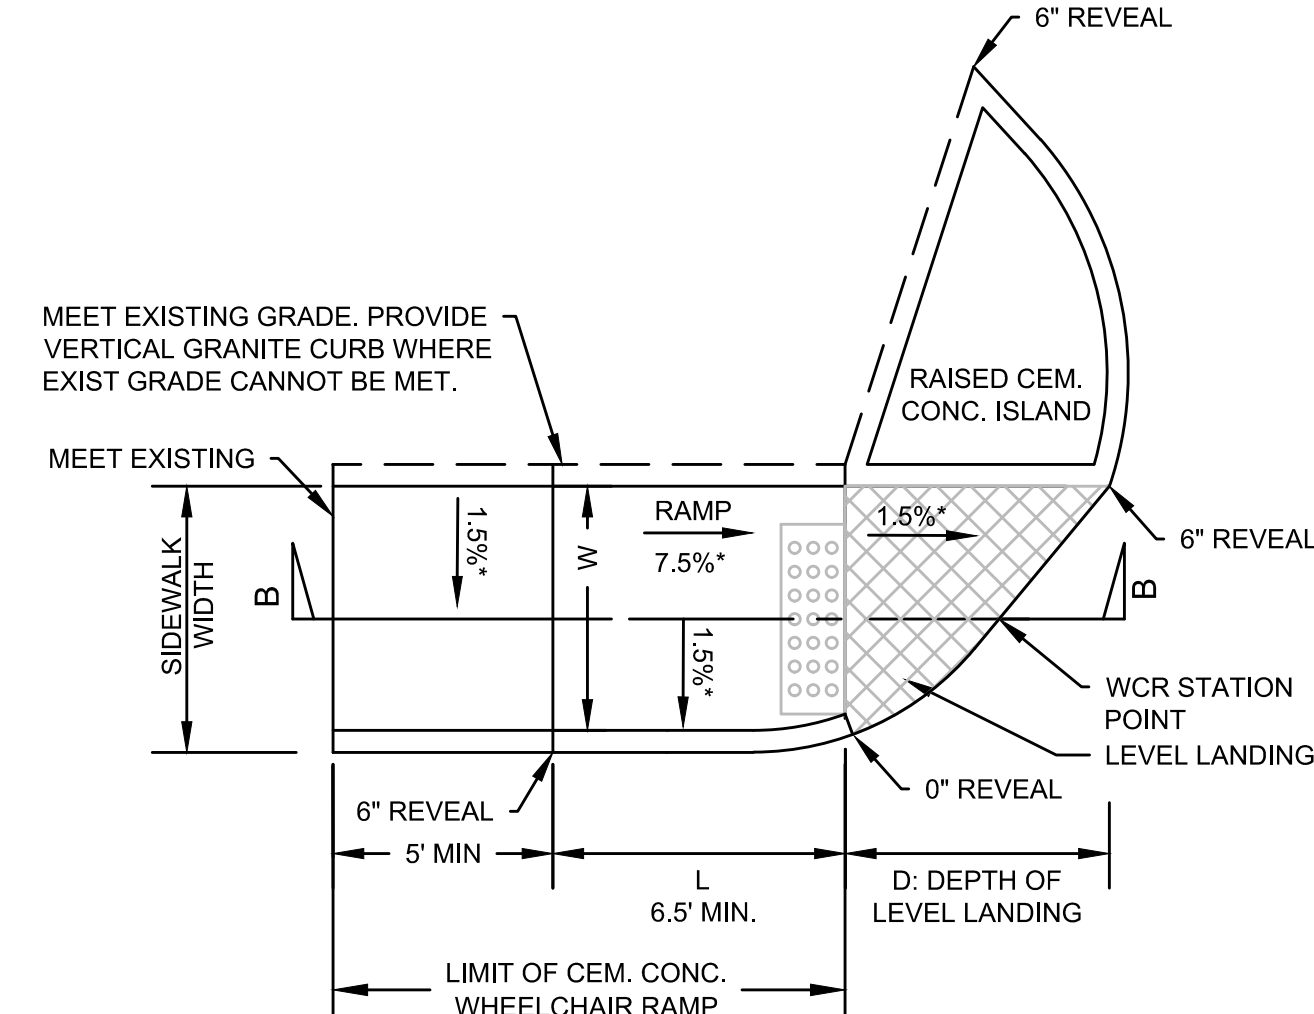 6" REVEAL
MEET EXISTING GRADE. PROVIDE
VERTICAL GRANITE CURB WHERE
EXIST GRADE CANNOT BE MET.
RAISED CEM.
CONC. ISLAND
MEET EXISTING
SIDEWALK
WIDTH
B
1.5%*
W
RAMP
7.5%*
1.5%*
1.5%*
6" REVEAL
B
WCR STATION
POINT
LEVEL LANDING
0" REVEAL
6" REVEAL
5' MIN
L
6.5' MIN.
D: DEPTH OF
LEVEL LANDING
LIMIT OF CEM. CONC.
WHEELCHAIR RAMP